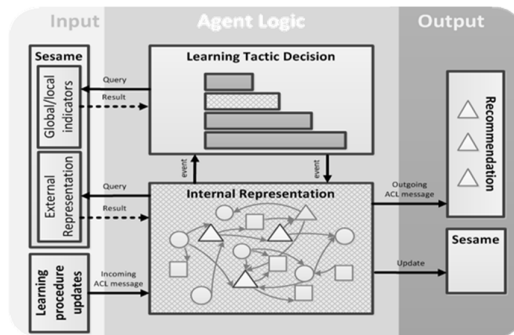 Input
Agent Logic
Output
Sesame
Global/local
indicators
External
Representation
Learning
procedure
updates
Query
Result
Query
Result
Incoming
ACL message
Learning Tactic Decision
event
event
Internal Representation
Outgoing
ACL message
Update
Recommendation
Sesame